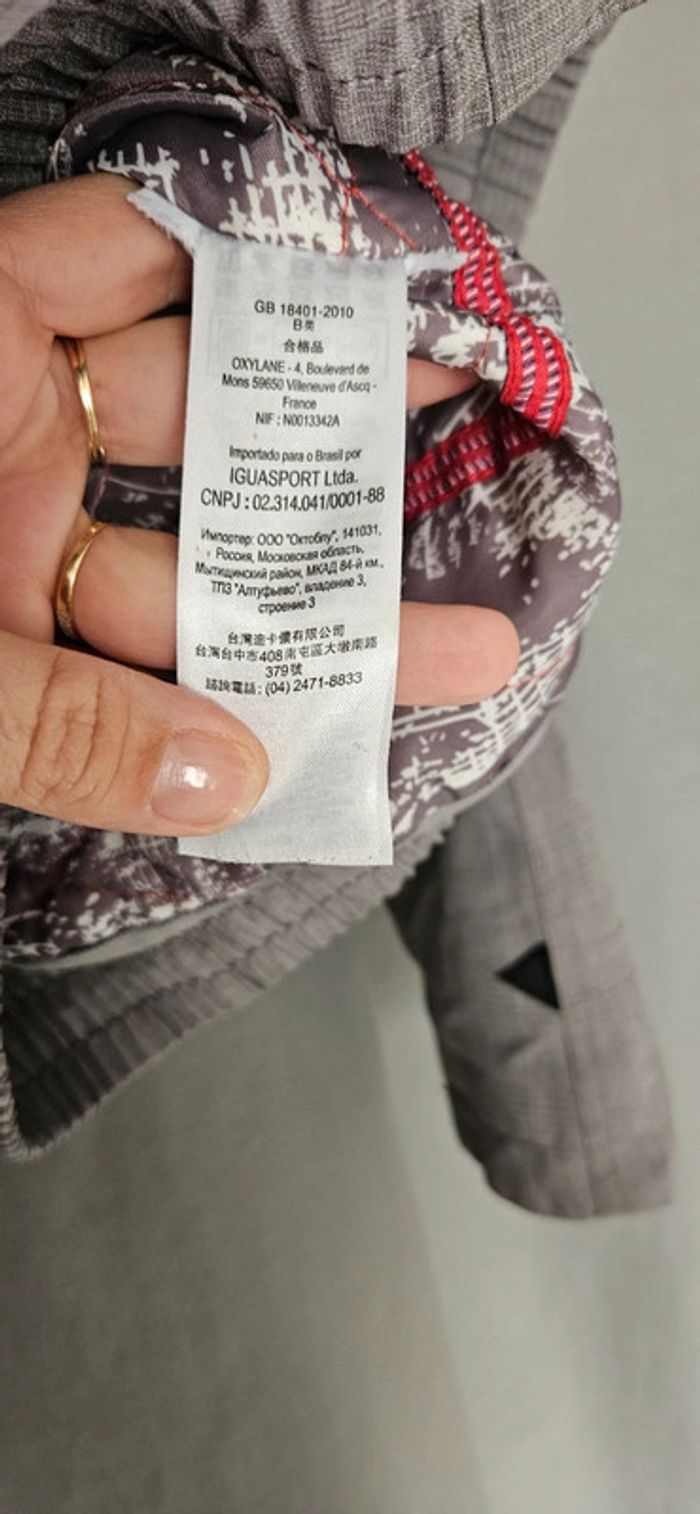 GB 18401-2010
B类
合格品
OXYLANE - 4, Boulevard de
Mons 59650 Villeneuve d'Ascq -
France
NIF : N0013342A
Importado para o Brasil por
IGUASPORT Ltda.
CNPJ : 02.314.041/0001-88
Импортер: ООО "Октоблу", 141031,
Россия, Московская область,
Мытищинский район, МКАД 84-й км.,
ТПЗ "Алтуфьево", владение 3,
строение 3
台灣迪卡儂有限公司
台灣台中市408南屯區大墩南路
379號
諮詢電話: (04) 2471-8833